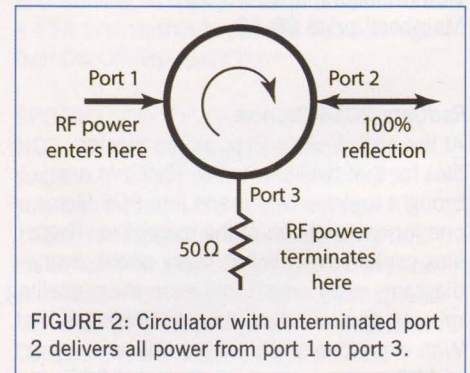 Port 1
Port 2
RF power
enters here
100%
reflection
Port 3
50Ω
RF power
terminates
here
FIGURE 2: Circulator with unterminated port
2 delivers all power from port 1 to port 3.